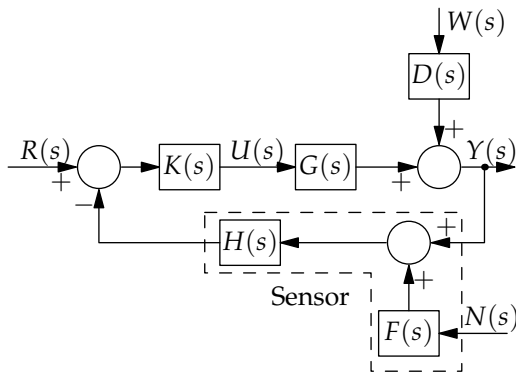 W(s)
D(s)
+
R(s)
+
−
K(s)
U(s)
G(s)
+
Y(s)
H(s)
+
+
Sensor
F(s)
N(s)